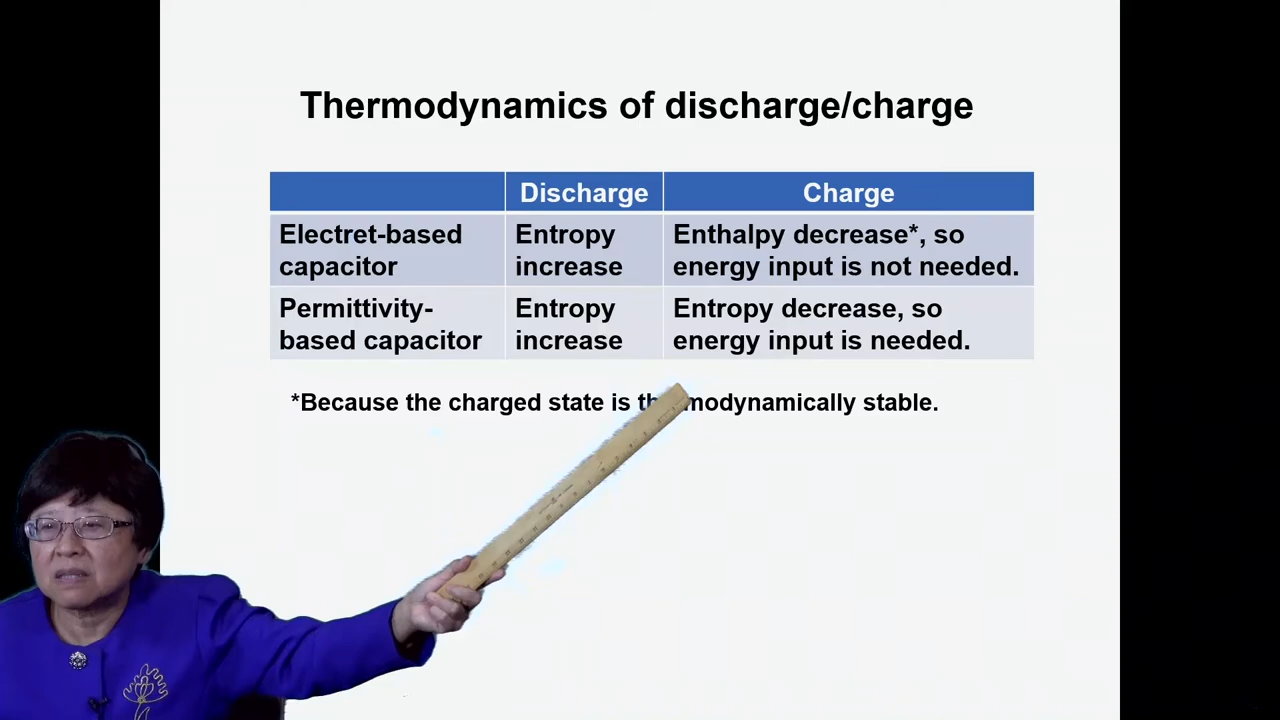 Thermodynamics of discharge/charge
Discharge
Charge
Electret-based
capacitor
Entropy
increase
Enthalpy decrease*, so
energy input is not needed.
Permittivity-
based capacitor
Entropy
increase
Entropy decrease, so
energy input is needed.
*Because the charged state is modynamically stable.